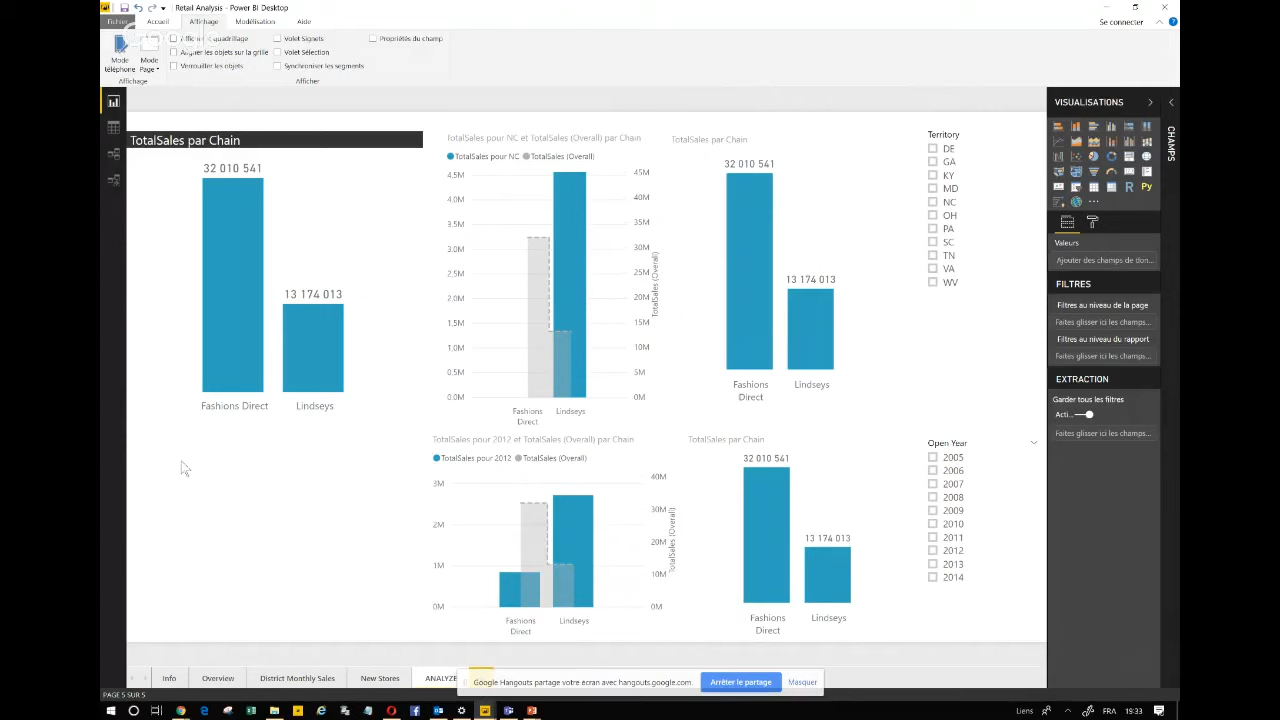 Retail Analysis - Power BI Desktop
Se connecter
Fichier
Accueil
Affichage
Modélisation
Aide
Mode téléphone
Mode Page
Afficher le quadrillage
Aligner les objets sur la grille
Verrouiller les objets
Volet Signets
Volet Sélection
Synchroniser les segments
Propriétés du champ
Affichage
Afficher
TotalSales par Chain
32 010 541
13 174 013
Fashions Direct
Lindseys
TotalSales pour NC et TotalSales (Overall) par Chain
TotalSales pour NC
TotalSales (Overall)
4,5M
4,0M
3,5M
3,0M
2,5M
2,0M
1,5M
1,0M
0,5M
0,0M
45M
40M
35M
30M
25M
20M
15M
10M
5M
0M
TotalSales (Overall)
Fashions
Direct
Lindseys
TotalSales par Chain
32 010 541
13 174 013
Fashions
Direct
Lindseys
Territory
DE
GA
KY
MD
NC
OH
PA
SC
TN
VA
WV
TotalSales pour 2012 et TotalSales (Overall) par Chain
TotalSales pour 2012
TotalSales (Overall)
3M
2M
1M
0M
40M
30M
20M
10M
0M
TotalSales (Overall)
Fashions
Direct
Lindseys
TotalSales par Chain
32 010 541
13 174 013
Fashions
Direct
Lindseys
Open Year
2005
2006
2007
2008
2009
2010
2011
2012
2013
2014
VISUALISATIONS
CHAMPS
R
Py
Valeurs
Ajouter des champs de don...
FILTRES
Filtres au niveau de la page
Faites glisser ici les champs...
Filtres au niveau du rapport
Faites glisser ici les champs...
EXTRACTION
Garder tous les filtres
Acti...
Faites glisser ici les champs...
Info
Overview
District Monthly Sales
New Stores
ANALYZE
Google Hangouts partage votre écran avec hangouts.google.com.
Arrêter le partage
Masquer
PAGE 5 SUR 5
Liens
FRA
19:33